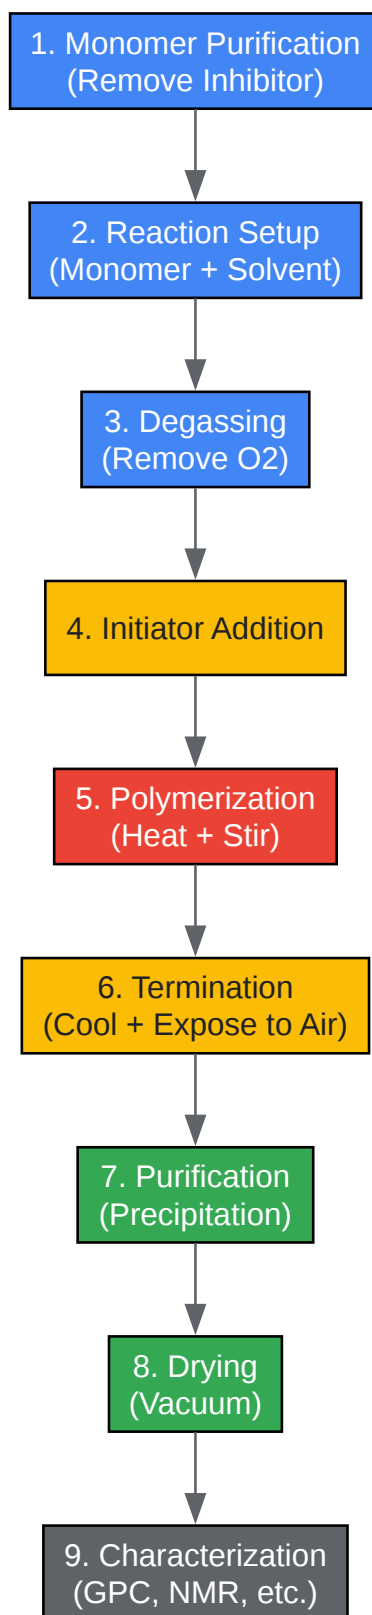 1. Monomer Purification
(Remove Inhibitor)
2. Reaction Setup
(Monomer + Solvent)
3. Degassing
(Remove O2)
4. Initiator Addition
5. Polymerization
(Heat + Stir)
6. Termination
(Cool + Expose to Air)
7. Purification
(Precipitation)
8. Drying
(Vacuum)
9. Characterization
(GPC, NMR, etc.)